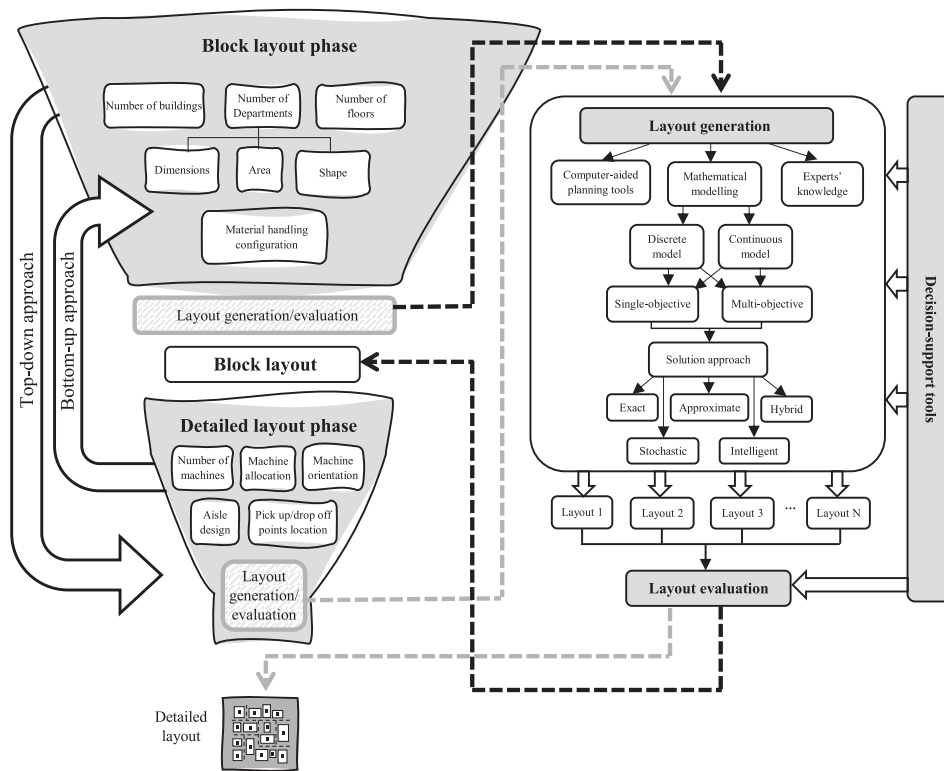 Block layout phase
Number of buildings
Number of
Departments
Number of
floors
Dimensions
Area
Shape
Material handling
configuration
Layout generation/evaluation
Block layout
Top-down approach
Bottom-up approach
Detailed layout phase
Number of
machines
Machine
allocation
Machine
orientation
Aisle
design
Pick up/drop off
points location
Layout
generation/
evaluation
Detailed
layout
Layout generation
Computer-aided
planning tools
Mathematical
modelling
Experts'
knowledge
Discrete
model
Continuous
model
Single-objective
Multi-objective
Solution approach
Exact
Approximate
Hybrid
Stochastic
Intelligent
Layout 1
Layout 2
Layout 3
...
Layout N
Layout evaluation
Decision-support tools